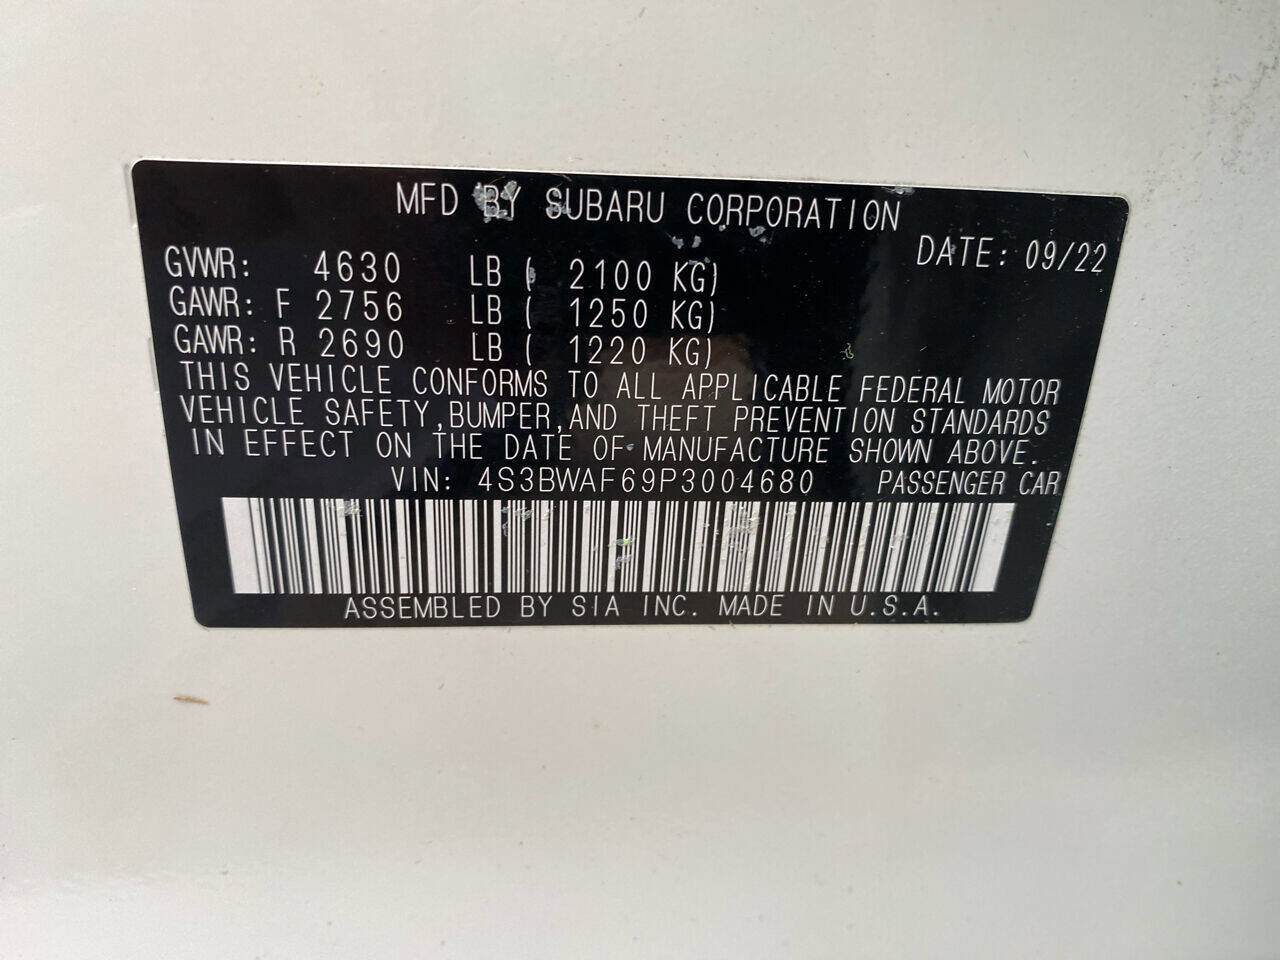 MFD BY SUBARU CORPORATION
DATE: 09/22
GVWR: 4630 LB ( 2100 KG)
GAWR: F 2756 LB ( 1250 KG)
GAWR: R 2690 LB ( 1220 KG)
THIS VEHICLE CONFORMS TO ALL APPLICABLE FEDERAL MOTOR
VEHICLE SAFETY,BUMPER,AND THEFT PREVENTION STANDARDS
IN EFFECT ON THE DATE OF MANUFACTURE SHOWN ABOVE.
VIN: 4S3BWAF69P3004680 PASSENGER CAR
ASSEMBLED BY SIA INC. MADE IN U.S.A.